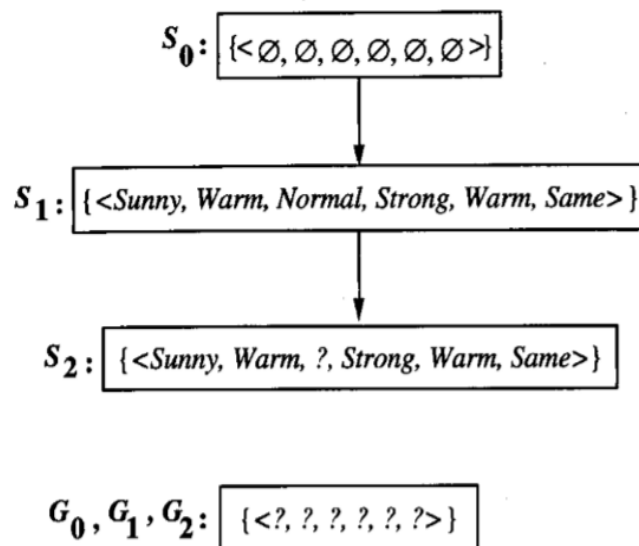 S₀: {<∅, ∅, ∅, ∅, ∅, ∅>}
S₁: {<Sunny, Warm, Normal, Strong, Warm, Same>}
S₂: {<Sunny, Warm, ?, Strong, Warm, Same>}
G₀, G₁, G₂: {<?, ?, ?, ?, ?, ?>}